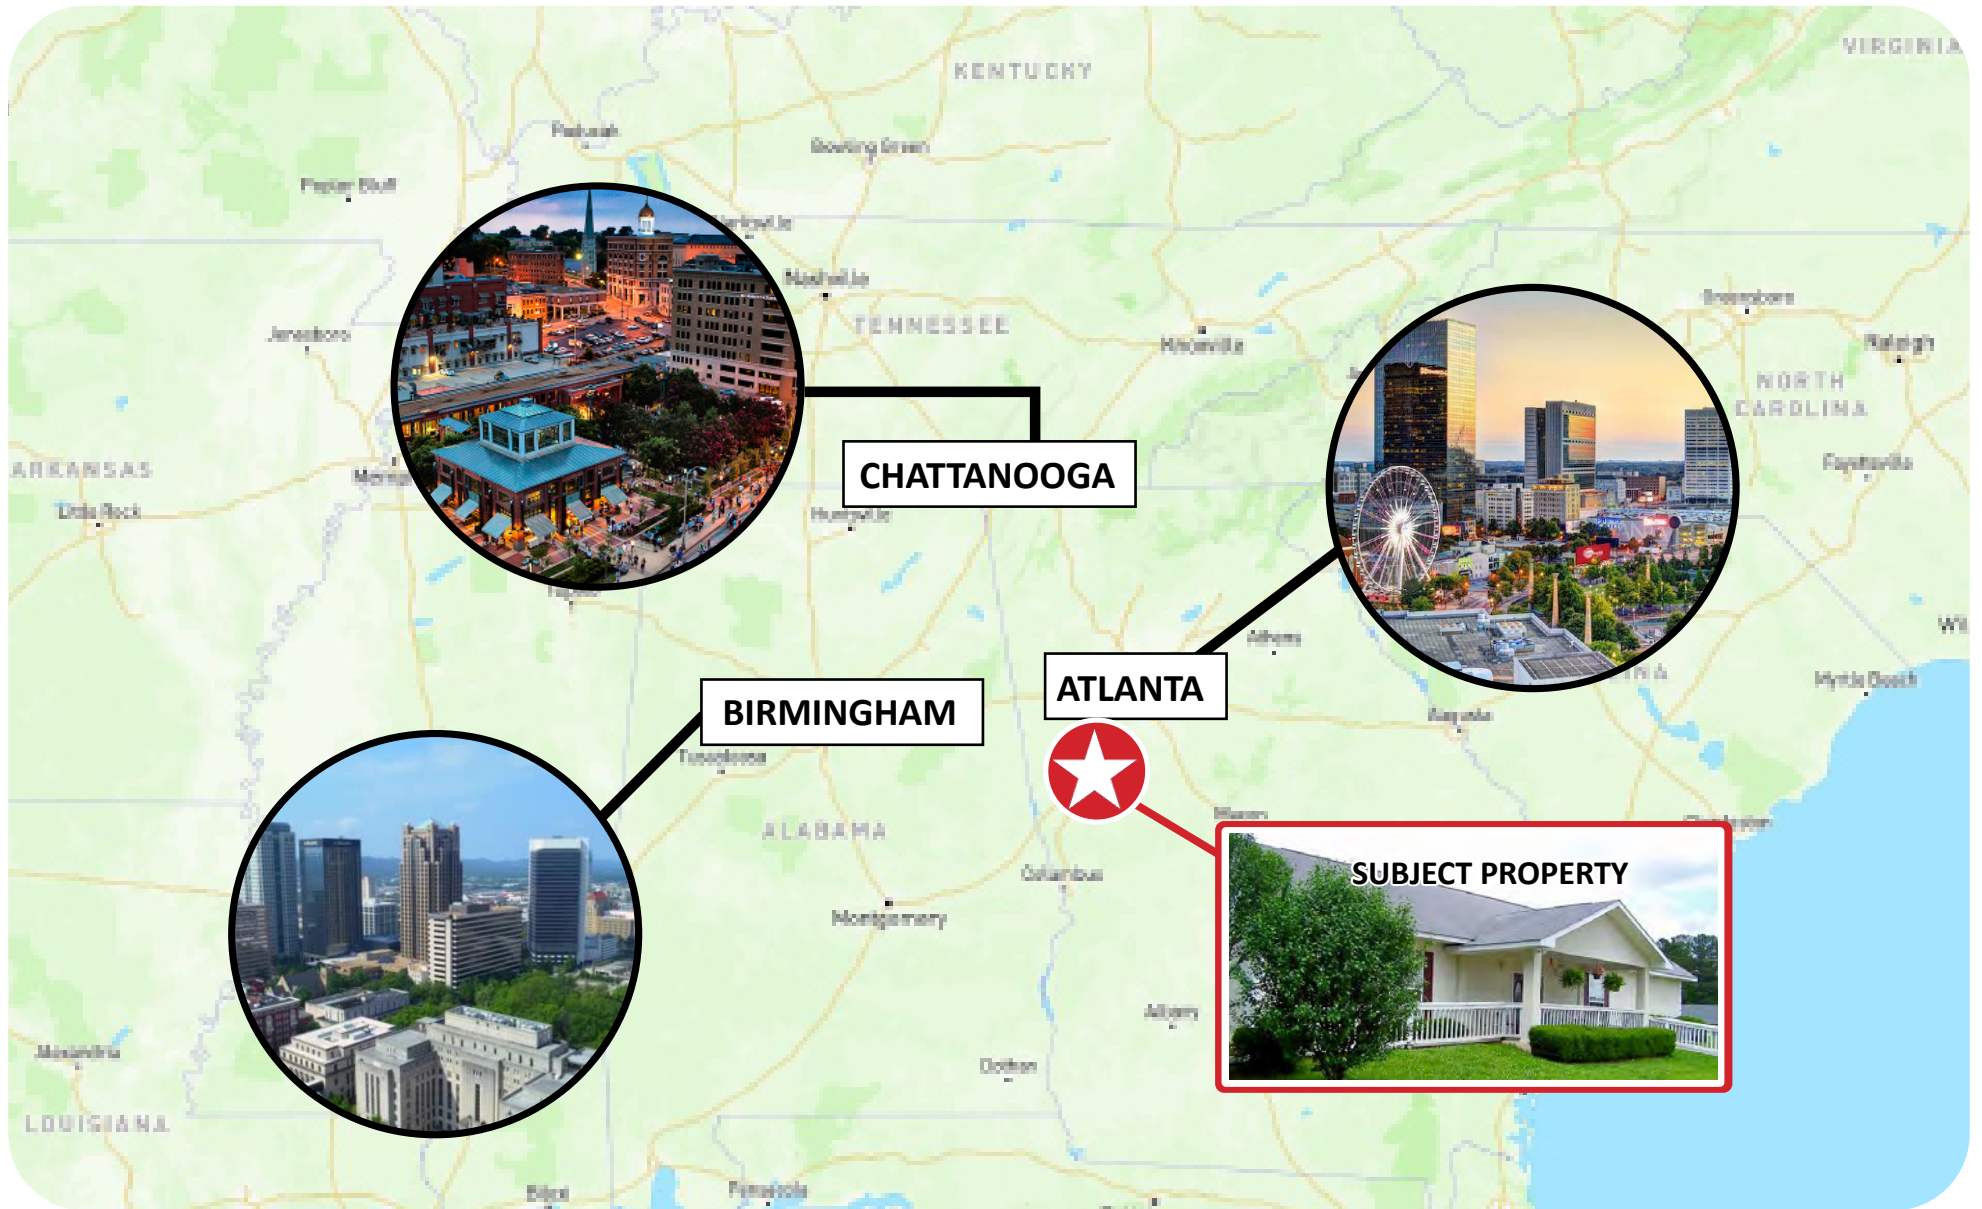 VIRGINIA
KENTUCKY
Paducah
Bowling Green
Poplar Bluff
Clarksville
Nashville
TENNESSEE
Knoxville
Greensboro
Raleigh
NORTH
CAROLINA
Jonesboro
ARKANSAS
Little Rock
CHATTANOOGA
Huntsville
Fayetteville
Athens
ATLANTA
BIRMINGHAM
Tuscaloosa
Augusta
Myrtle Beach
Macon
ALABAMA
Columbus
Montgomery
SUBJECT PROPERTY
Albany
Dothan
Alexandria
LOUISIANA
Biloxi
Pensacola